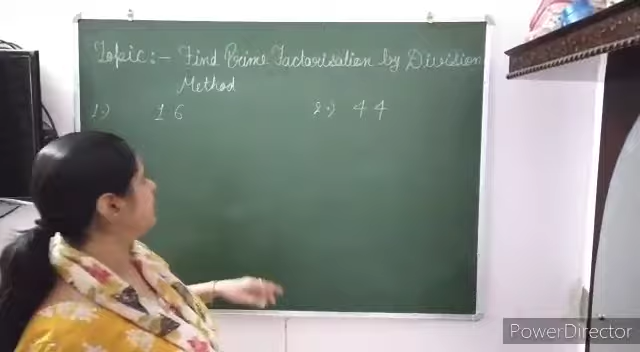 Topic :- Find Prime Factorisation by Division
Method
1.) 16
2.) 44
PowerDirector